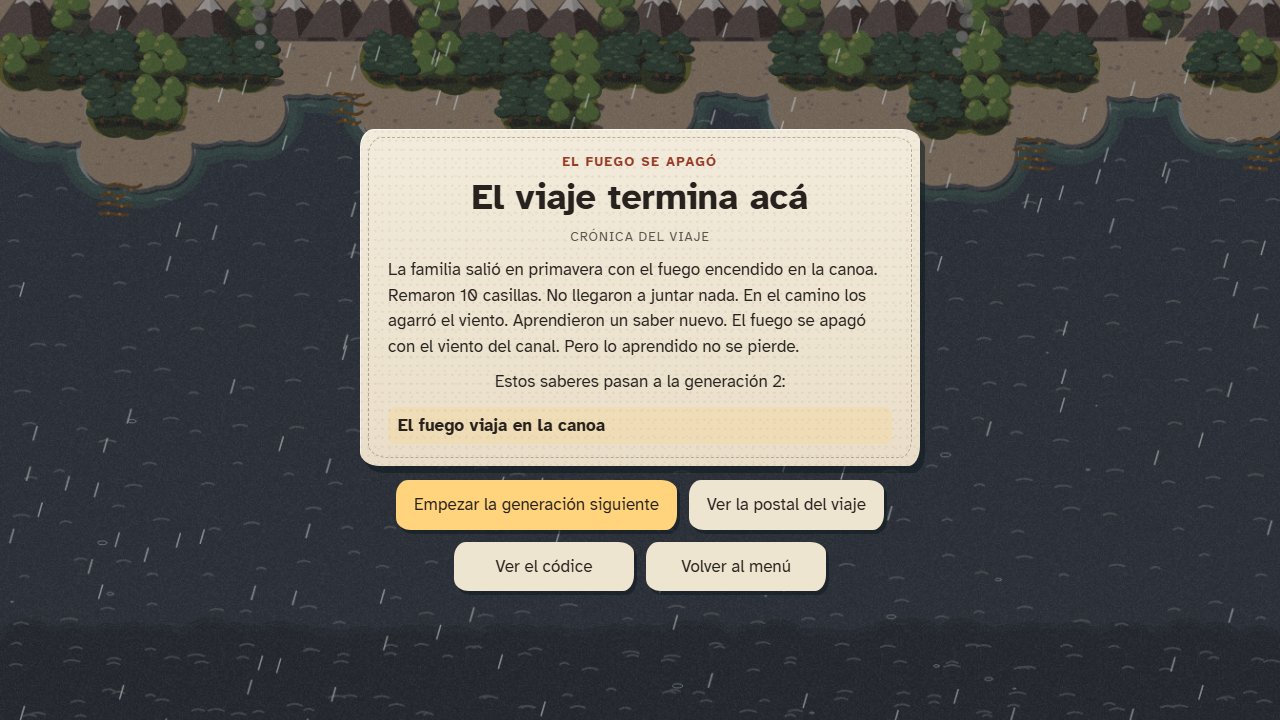 EL FUEGO SE APAGÓ
El viaje termina acá
CRÓNICA DEL VIAJE
La familia salió en primavera con el fuego encendido en la canoa.
Remaron 10 casillas. No llegaron a juntar nada. En el camino los
agarró el viento. Aprendieron un saber nuevo. El fuego se apagó
con el viento del canal. Pero lo aprendido no se pierde.
Estos saberes pasan a la generación 2:
El fuego viaja en la canoa
Empezar la generación siguiente
Ver la postal del viaje
Ver el códice
Volver al menú